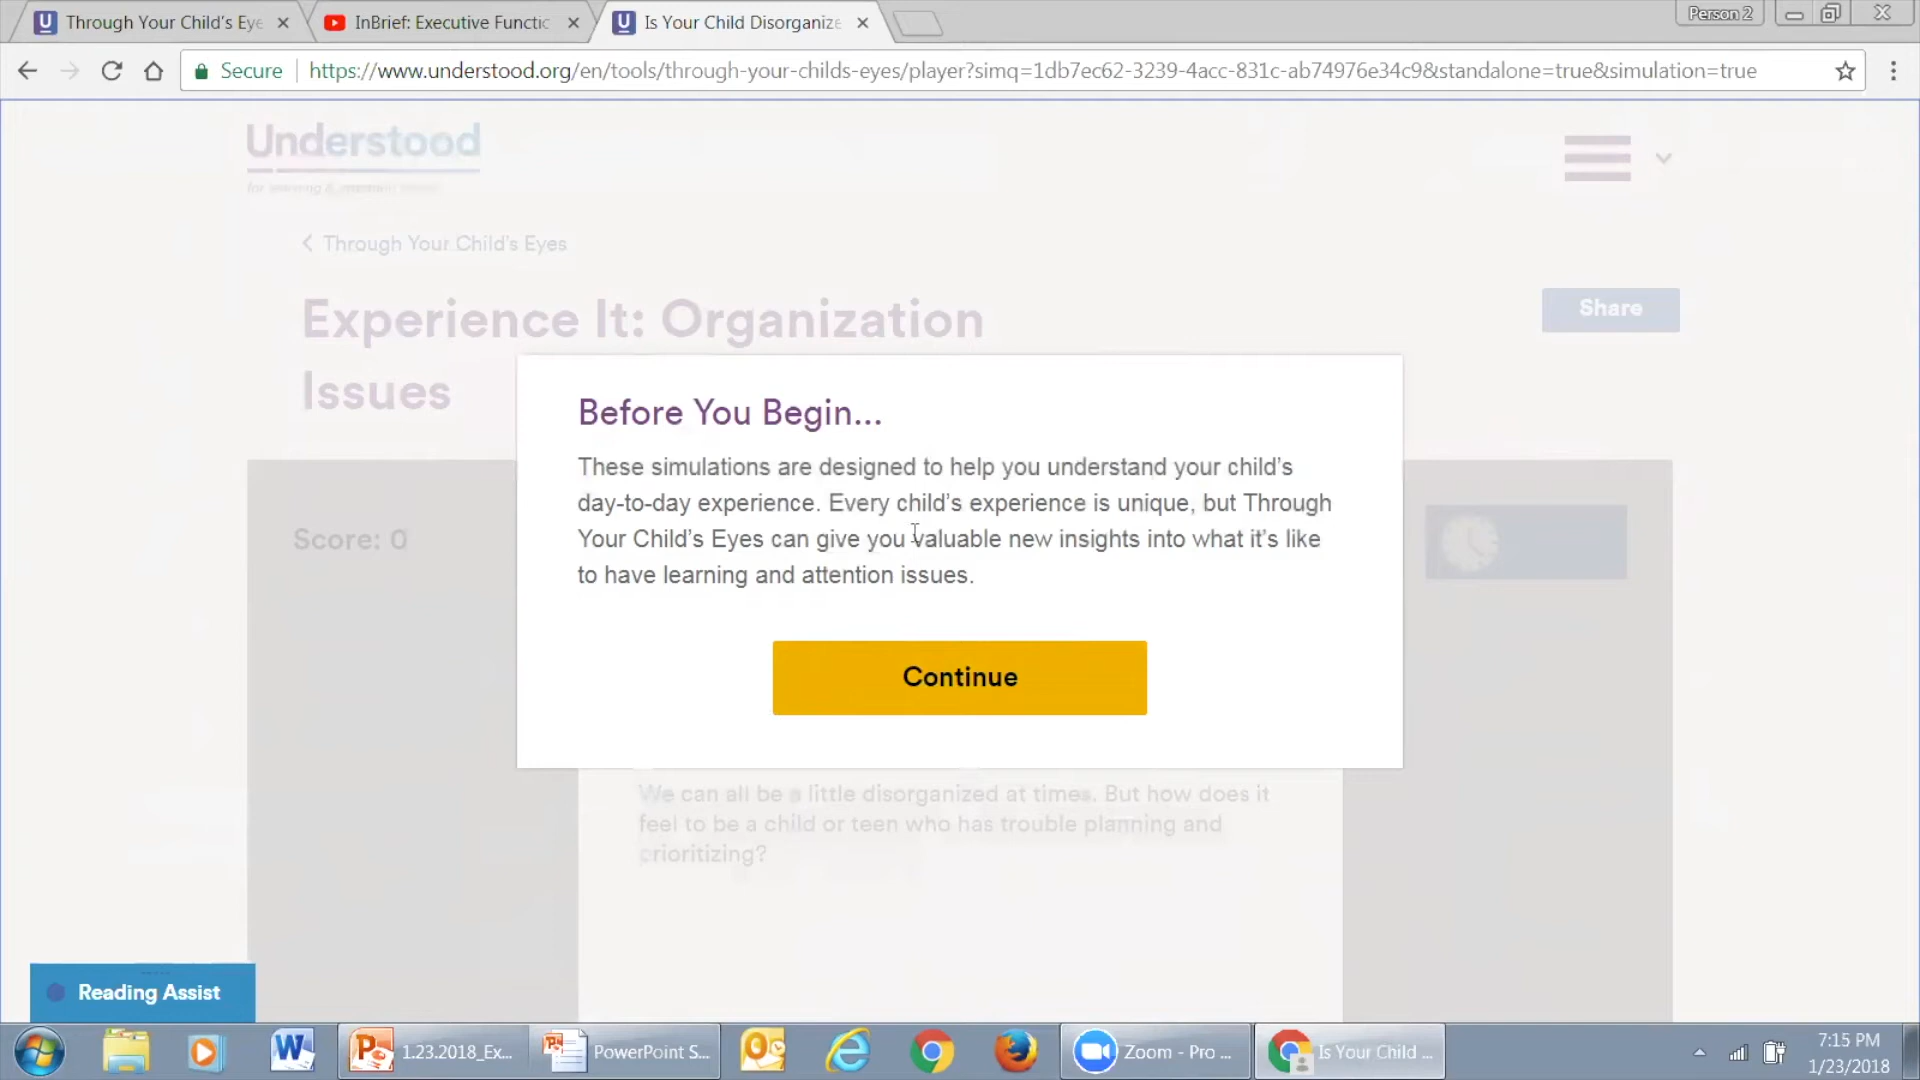 Through Your Child's Eye
InBrief: Executive Functio
Is Your Child Disorganize
Person 2
Secure
https://www.understood.org/en/tools/through-your-childs-eyes/player?simq=1db7ec62-3239-4acc-831c-ab74976e34c9&standalone=true&simulation=true
Understood
Through Your Child's Eyes
Experience It: Organization
Issues
Share
Before You Begin...
These simulations are designed to help you understand your child's
day-to-day experience. Every child's experience is unique, but Through
Your Child's Eyes can give you valuable new insights into what it's like
to have learning and attention issues.
Score: 0
Continue
We can all be a little disorganized at times. But how does it
feel to be a child or teen who has trouble planning and
prioritizing?
Reading Assist
1.23.2018_Ex...
PowerPoint S...
Zoom - Pro ...
Is Your Child ...
7:15 PM
1/23/2018